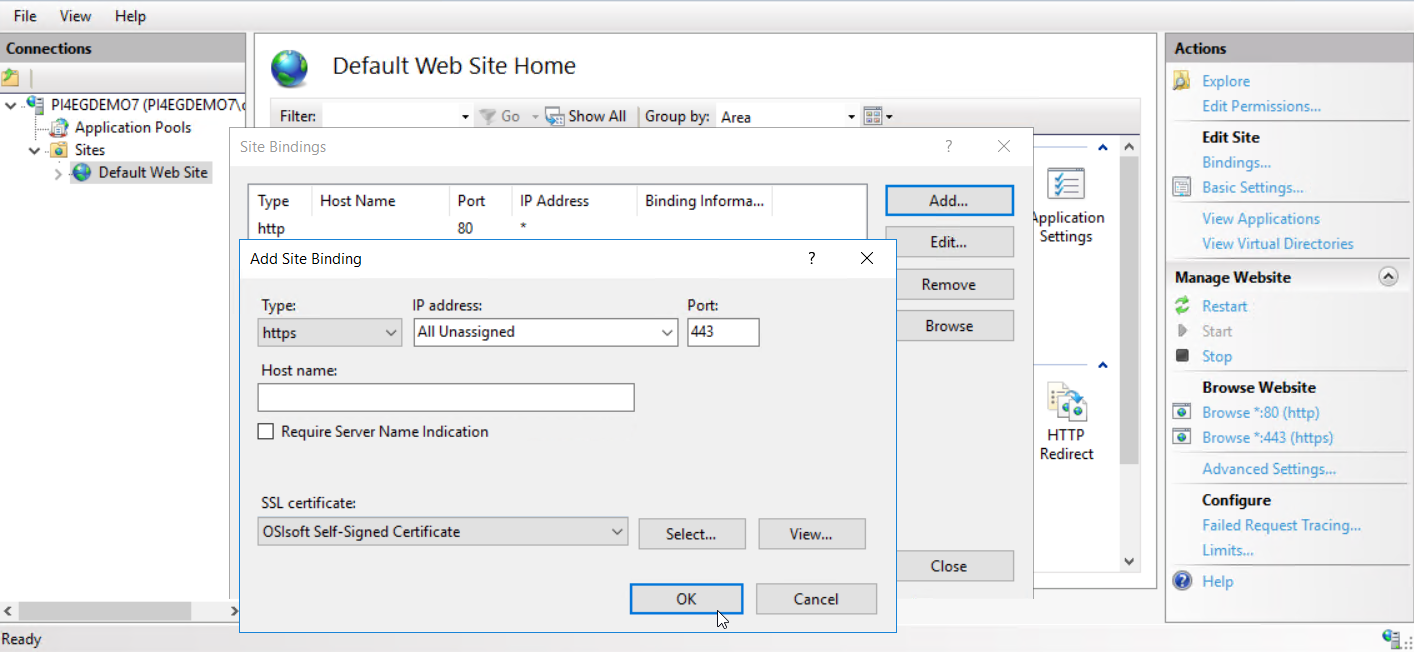 File View Help
Connections
PI4EGDEMO7 (PI4EGDEMO7\
Application Pools
Sites
Default Web Site
Ready
Default Web Site Home
Filter: Go Show All Group by: Area
Application
Settings
HTTP
Redirect
Site Bindings ?
Type Host Name Port IP Address Binding Informa...
http 80 *
Add...
Edit...
Remove
Browse
Close
Add Site Binding ?
Type: IP address: Port:
https All Unassigned 443
Host name:
Require Server Name Indication
SSL certificate:
OSIsoft Self-Signed Certificate Select... View...
OK Cancel
Actions
Explore
Edit Permissions...
Edit Site
Bindings...
Basic Settings...
View Applications
View Virtual Directories
Manage Website
Restart
Start
Stop
Browse Website
Browse *:80 (http)
Browse *:443 (https)
Advanced Settings...
Configure
Failed Request Tracing...
Limits...
Help